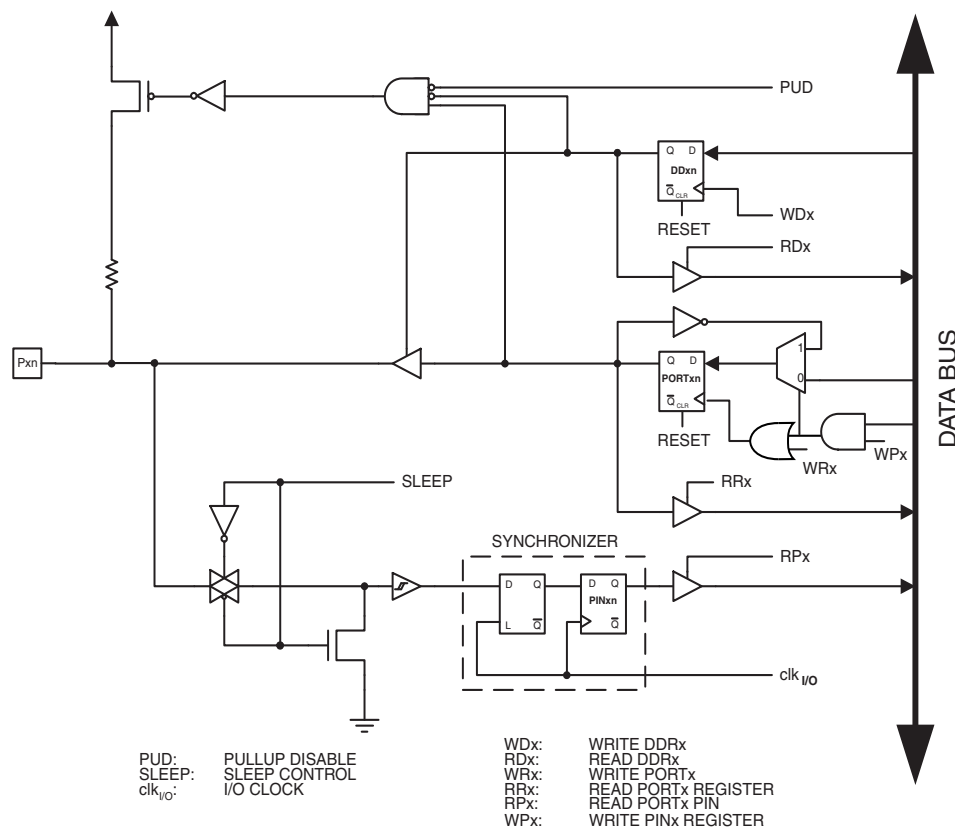 PUD
Q D
DDxn
Q CLR
WDx
RESET
RDx
1
Pxn
Q D
PORTxn
0
Q CLR
RESET
WRx
WPx
DATA BUS
SLEEP
RRx
SYNCHRONIZER
RPx
D Q
D Q
PINxn
L Q
Q
clk I/O
PUD: PULLUP DISABLE
SLEEP: SLEEP CONTROL
clkI/O: I/O CLOCK
WDx: WRITE DDRx
RDx: READ DDRx
WRx: WRITE PORTx
RRx: READ PORTx REGISTER
RPx: READ PORTx PIN
WPx: WRITE PINx REGISTER